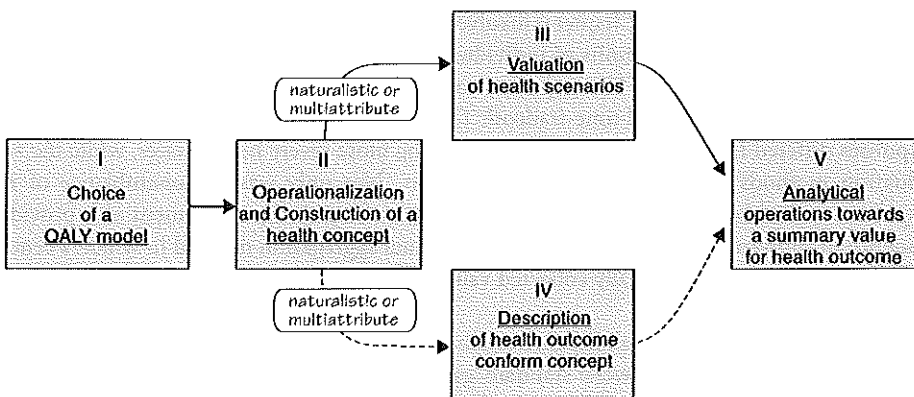 I
Choice
of a
QALY model
II
Operationalization
and Construction of a
health concept
naturalistic or
multiattribute
III
Valuation
of health scenarios
naturalistic or
multiattribute
IV
Description
of health outcome
conform concept
V
Analytical
operations towards
a summary value
for health outcome